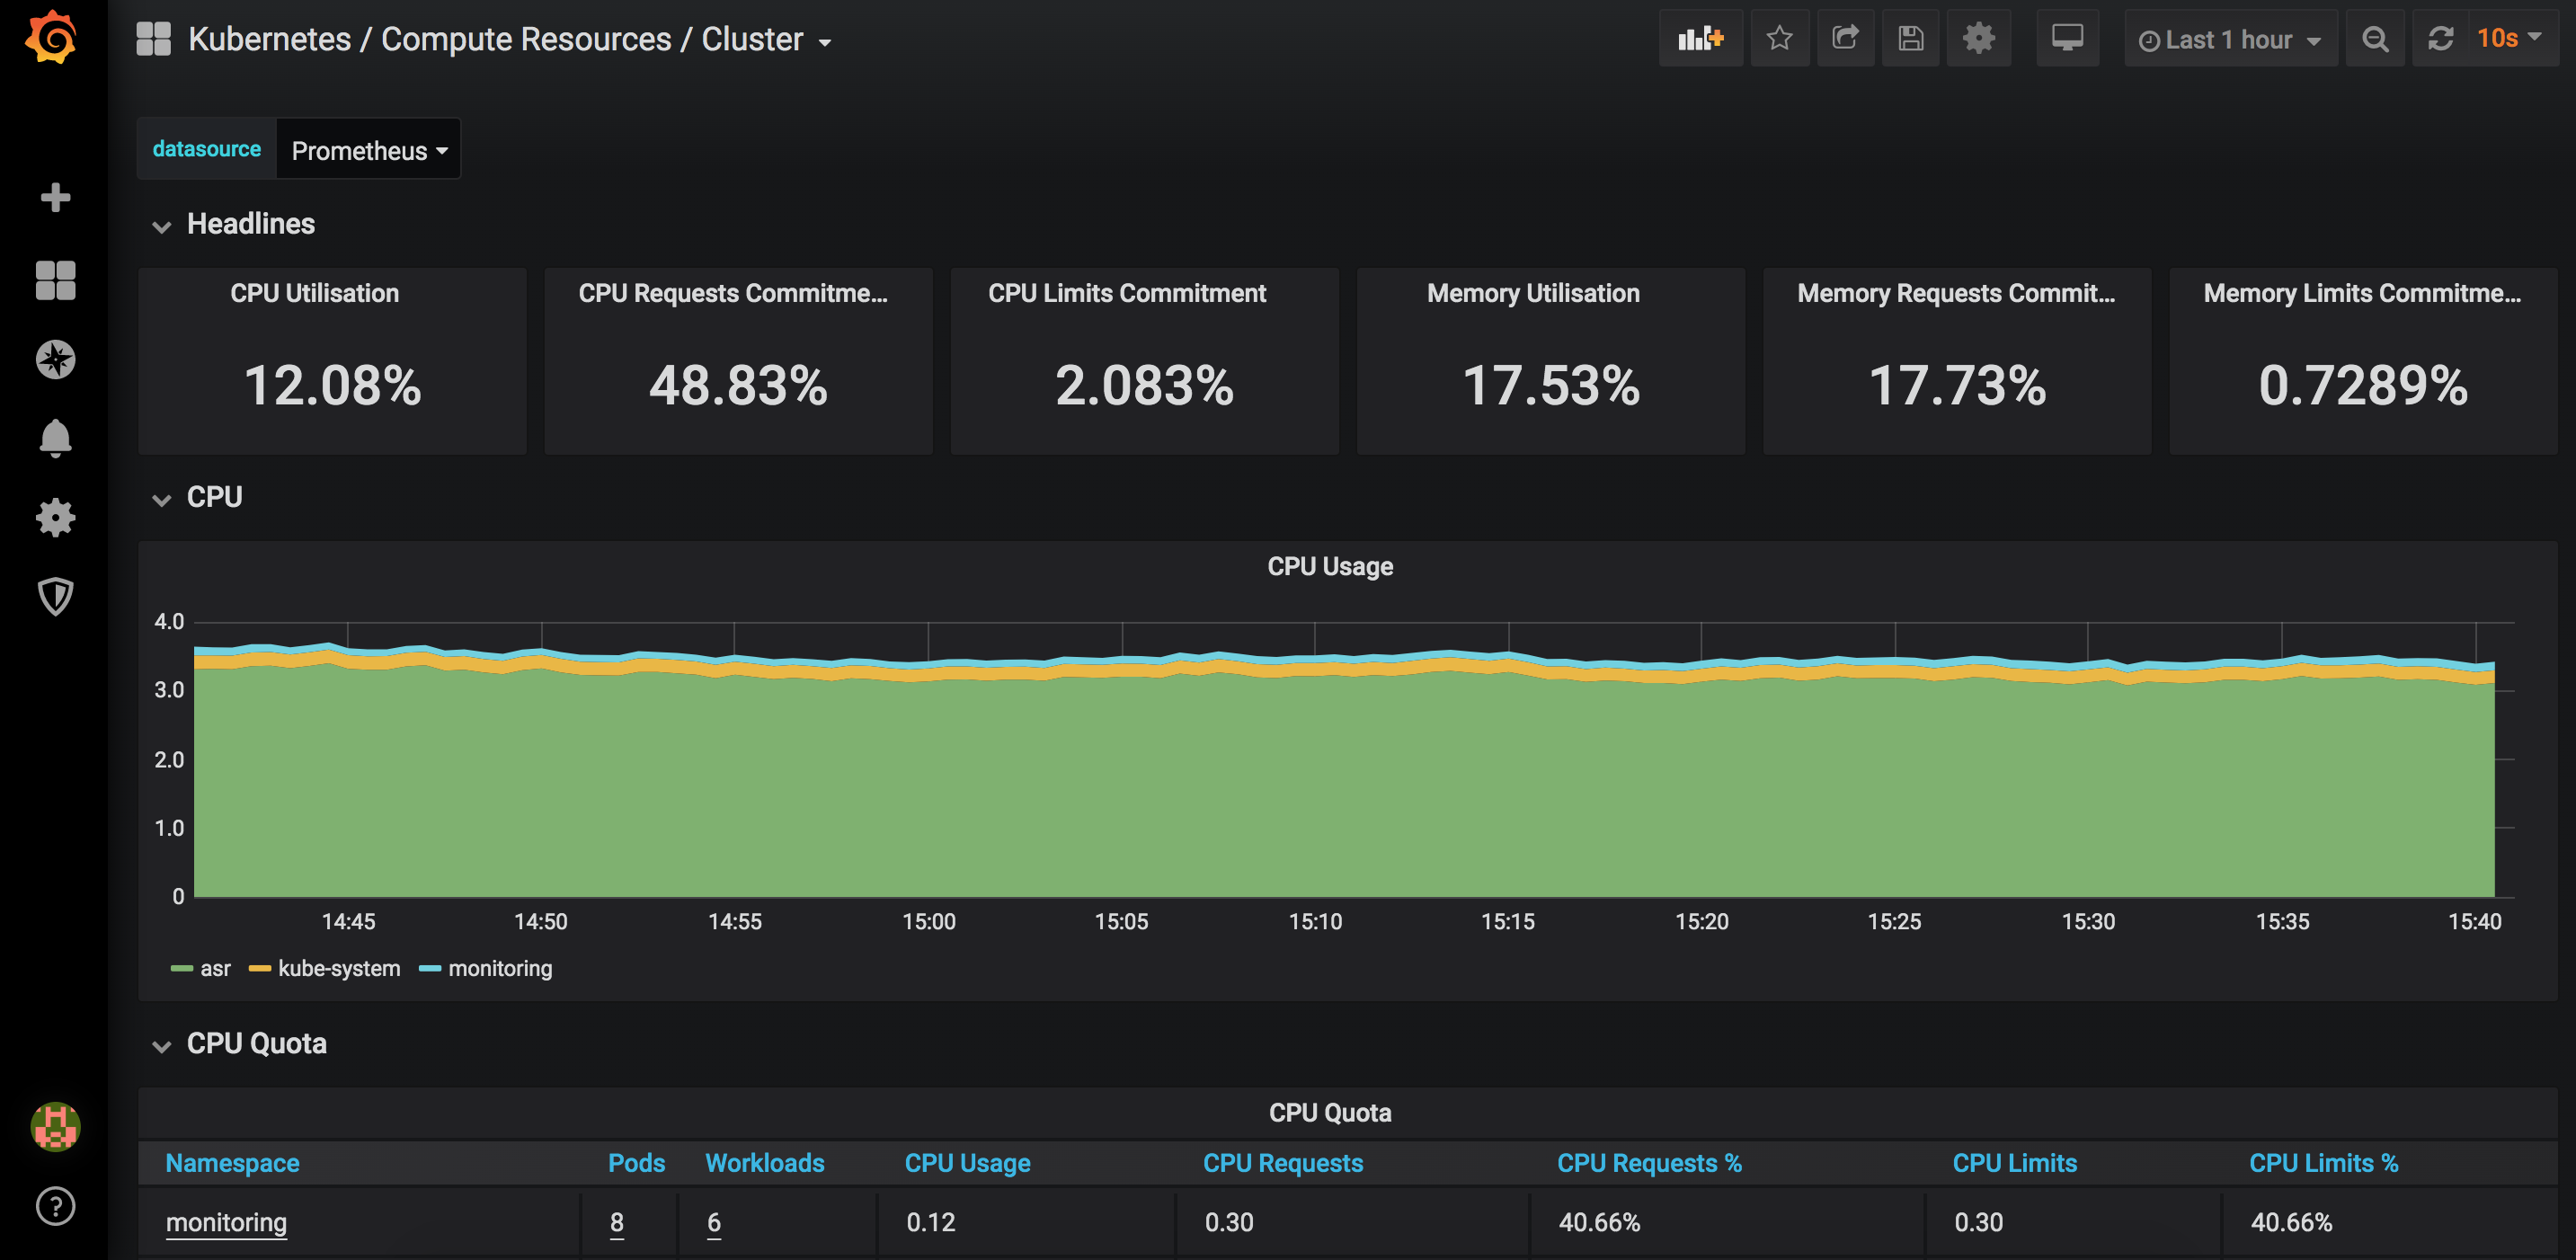 Kubernetes / Compute Resources / Cluster
Last 1 hour
10s
datasource
Prometheus
Headlines
CPU Utilisation
CPU Requests Commitme...
CPU Limits Commitment
Memory Utilisation
Memory Requests Commit...
Memory Limits Commitme...
12.08%
48.83%
2.083%
17.53%
17.73%
0.7289%
CPU
CPU Usage
4.0
3.0
2.0
1.0
0
14:45
14:50
14:55
15:00
15:05
15:10
15:15
15:20
15:25
15:30
15:35
15:40
asr
kube-system
monitoring
CPU Quota
CPU Quota
Namespace Pods Workloads CPU Usage CPU Requests CPU Requests % CPU Limits CPU Limits %
monitoring 8 6 0.12 0.30 40.66% 0.30 40.66%